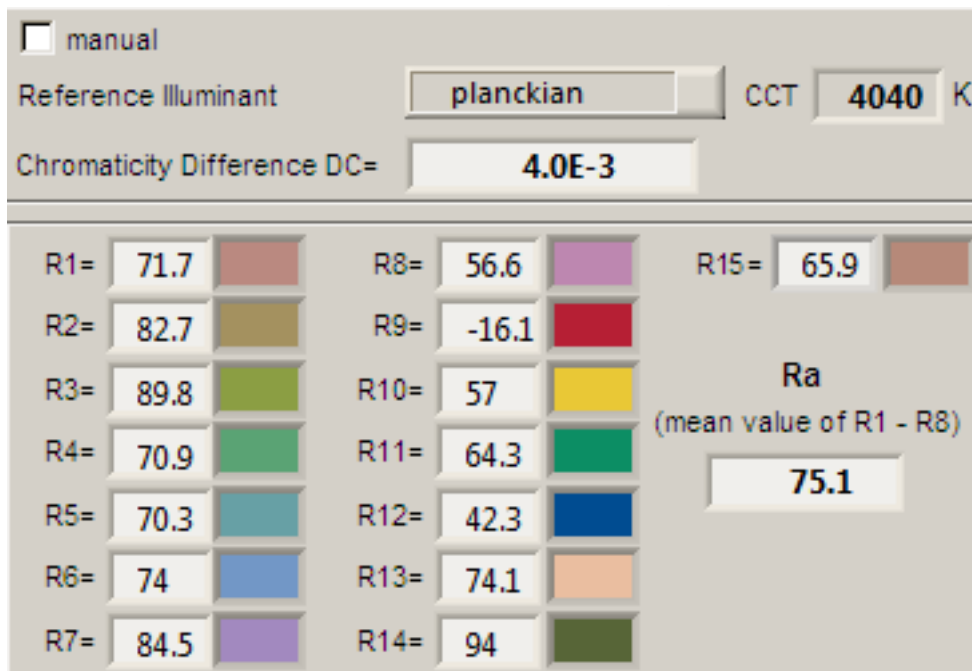 manual
Reference Illuminant planckian CCT 4040 K
Chromaticity Difference DC= 4.0E-3
R1= 71.7 R8= 56.6 R15= 65.9
R2= 82.7 R9= -16.1
R3= 89.8 R10= 57 Ra
(mean value of R1 - R8)
R4= 70.9 R11= 64.3
75.1
R5= 70.3 R12= 42.3
R6= 74 R13= 74.1
R7= 84.5 R14= 94